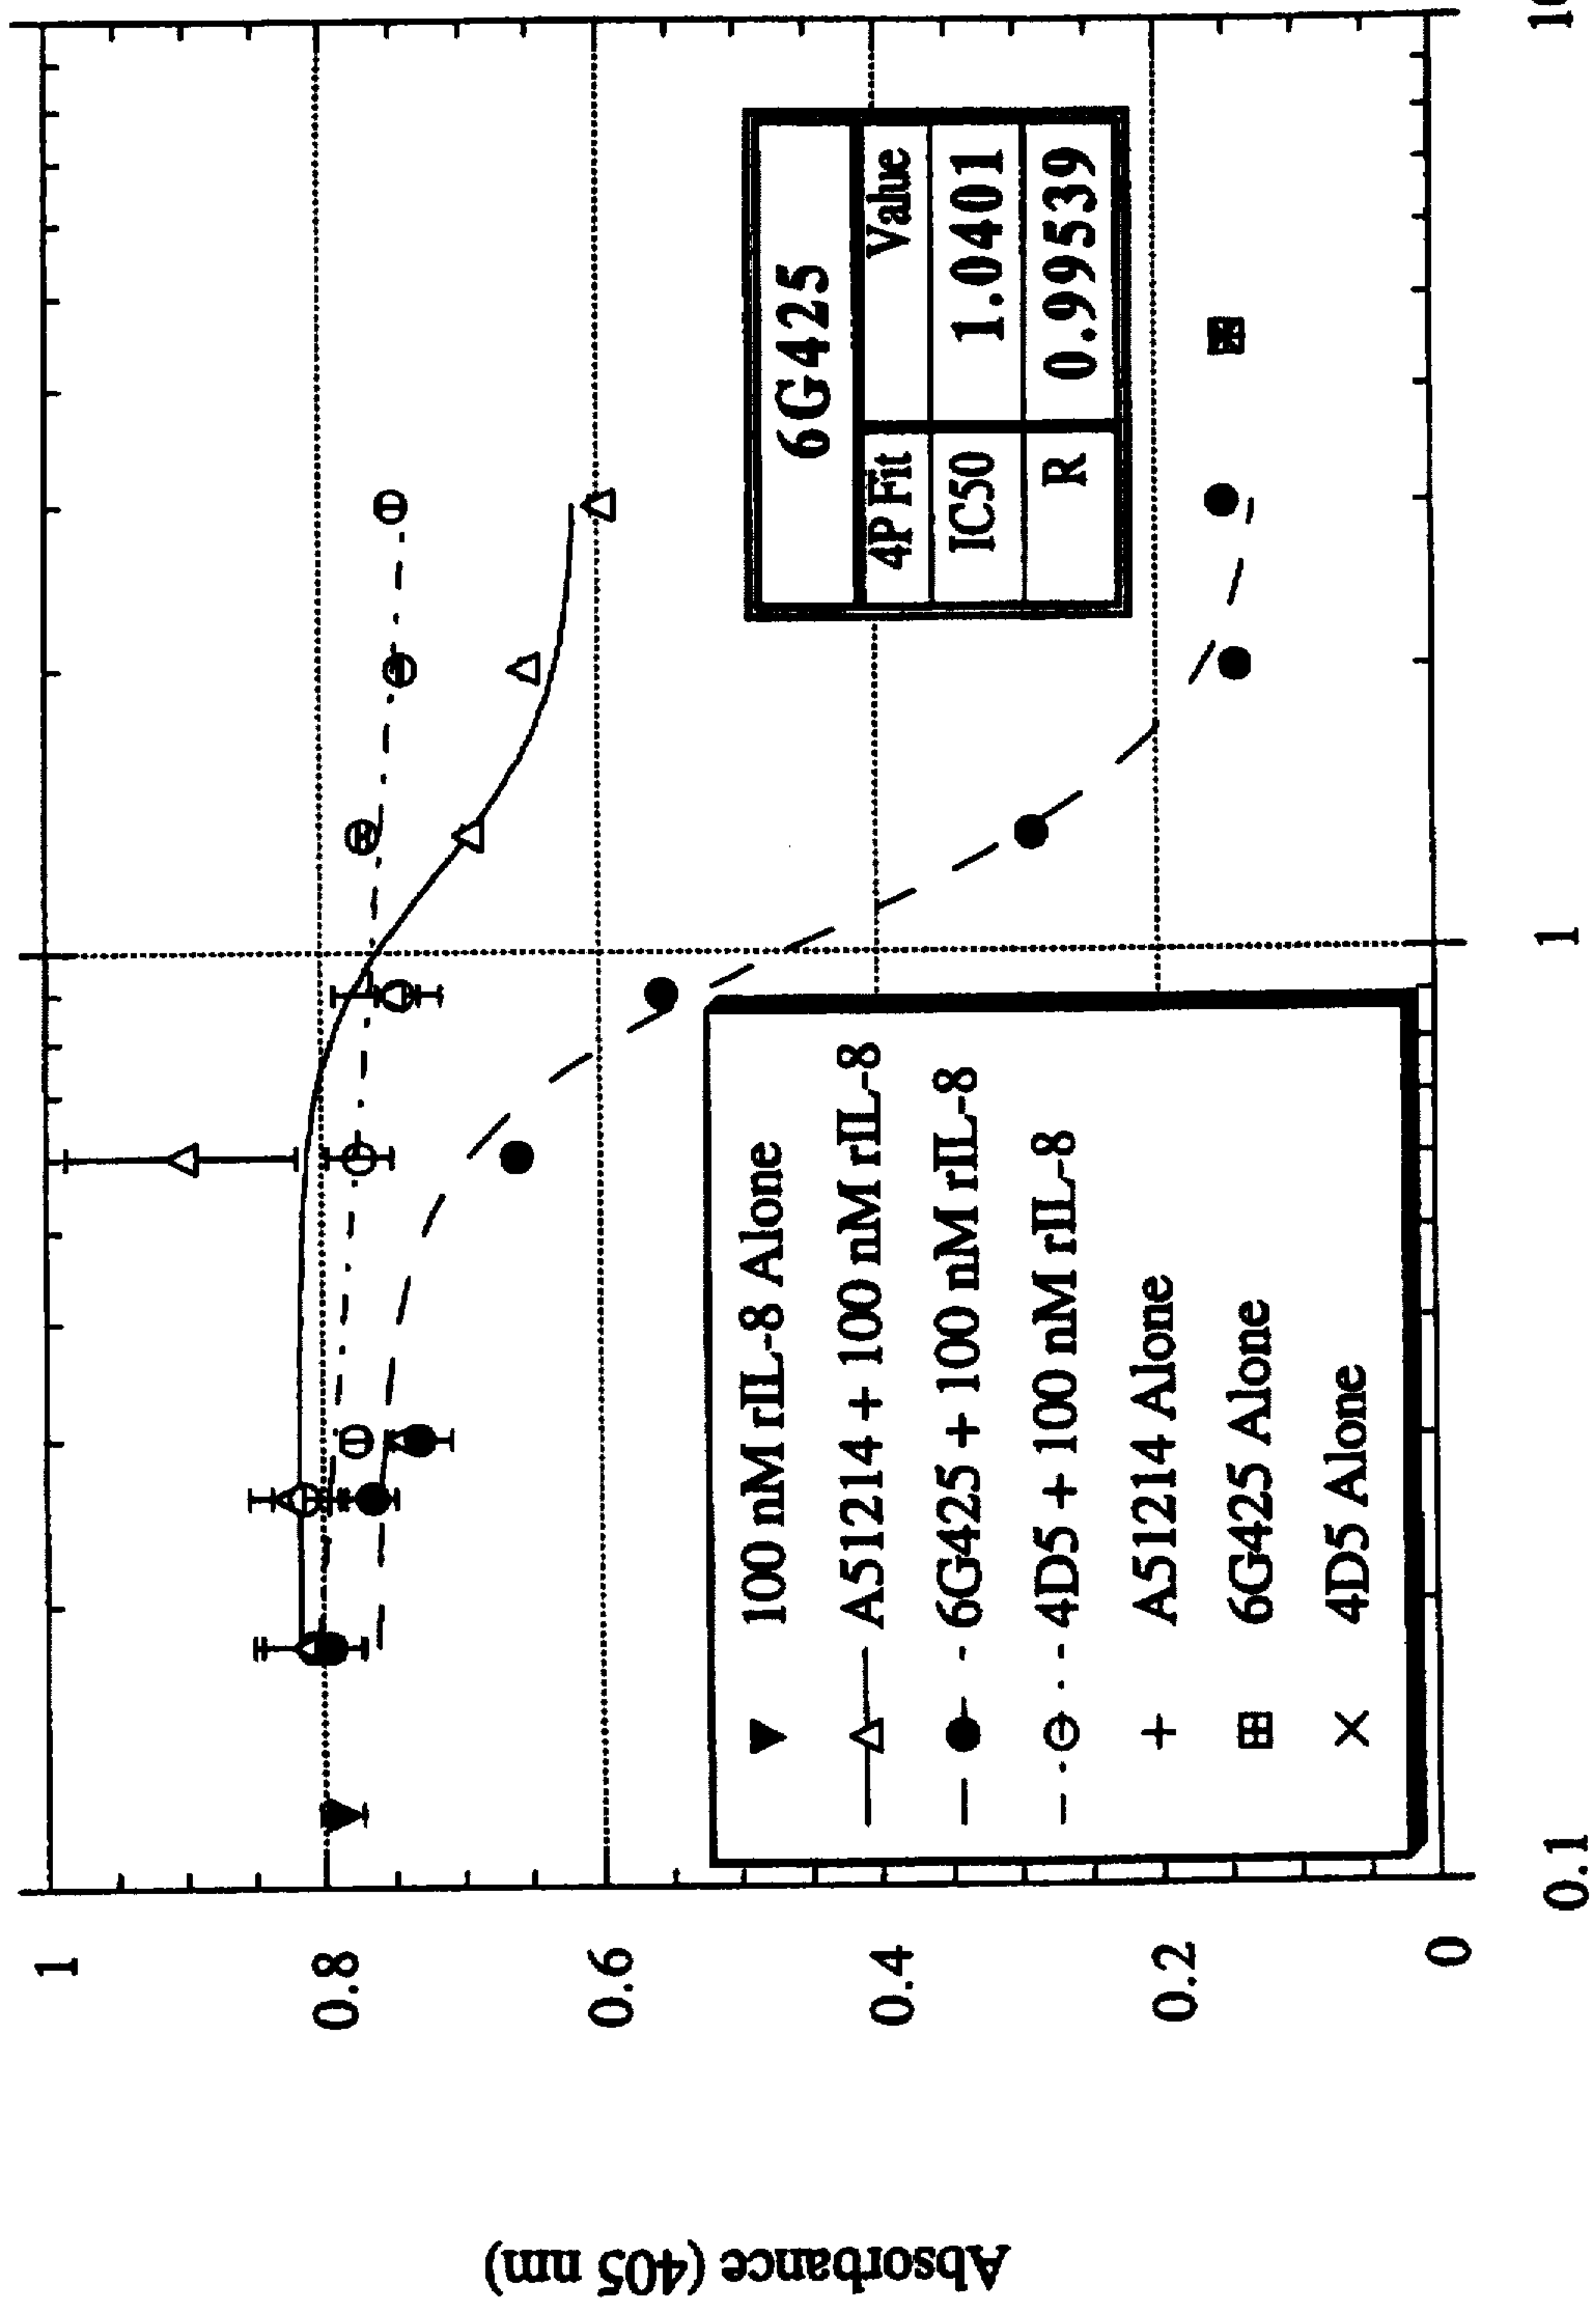 Absorbance (405 nm)
1
0.8
0.6
0.4
0.2
0
100 nM rIL-8 Alone
A51214 + 100 nM rIL-8
6G425 + 100 nM rIL-8
4D5 + 100 nM rIL-8
A51214 Alone
6G425 Alone
4D5 Alone
6G425
4P Fit Value
IC50 1.0401
R 0.99539
0.1 1 10